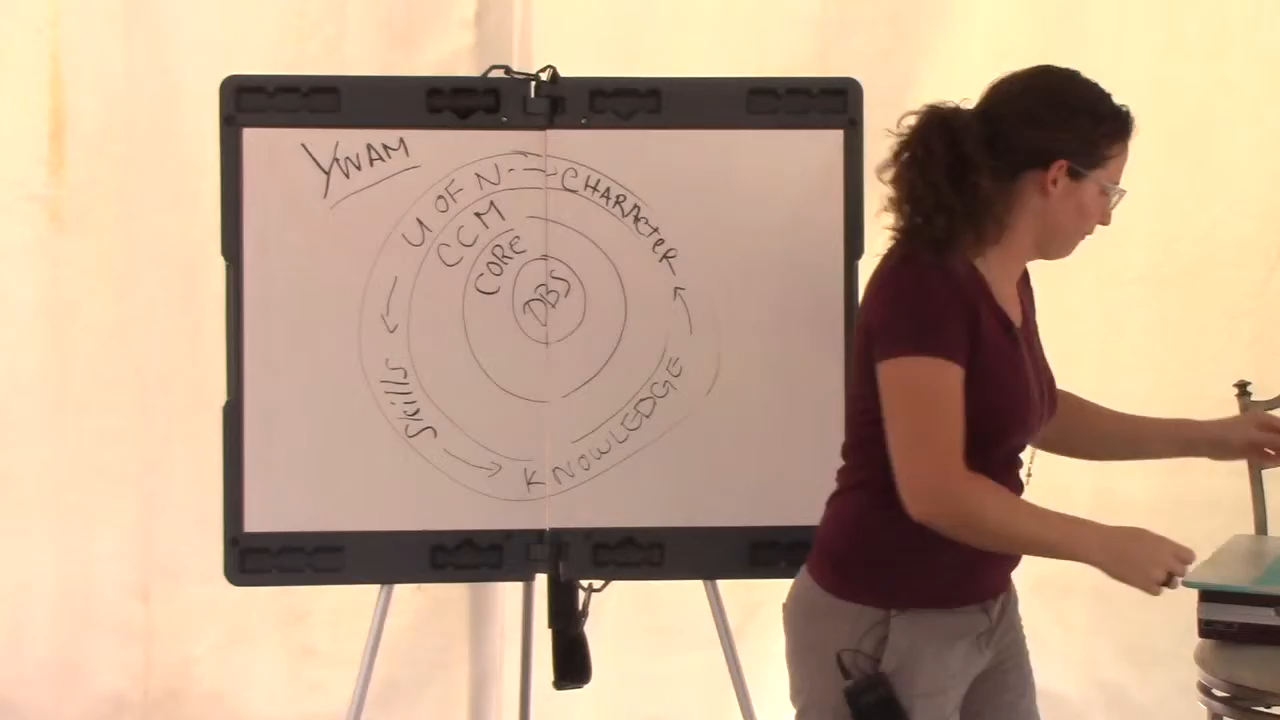 YWAM
U OF N
CHARACTER
CCM
CORE
DBS
Skills
KNOWLEDGE